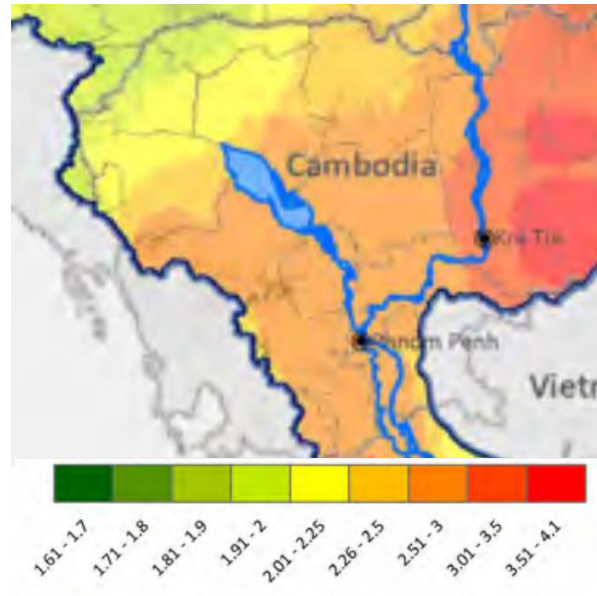 Cambodia
Kra Tie
Phnom Penh
Vietr
1.61 - 1.7
1.71 - 1.8
1.81 - 1.9
1.91 - 2
2.01 - 2.25
2.26 - 2.5
2.51 - 3
3.01 - 3.5
3.51 - 4.1